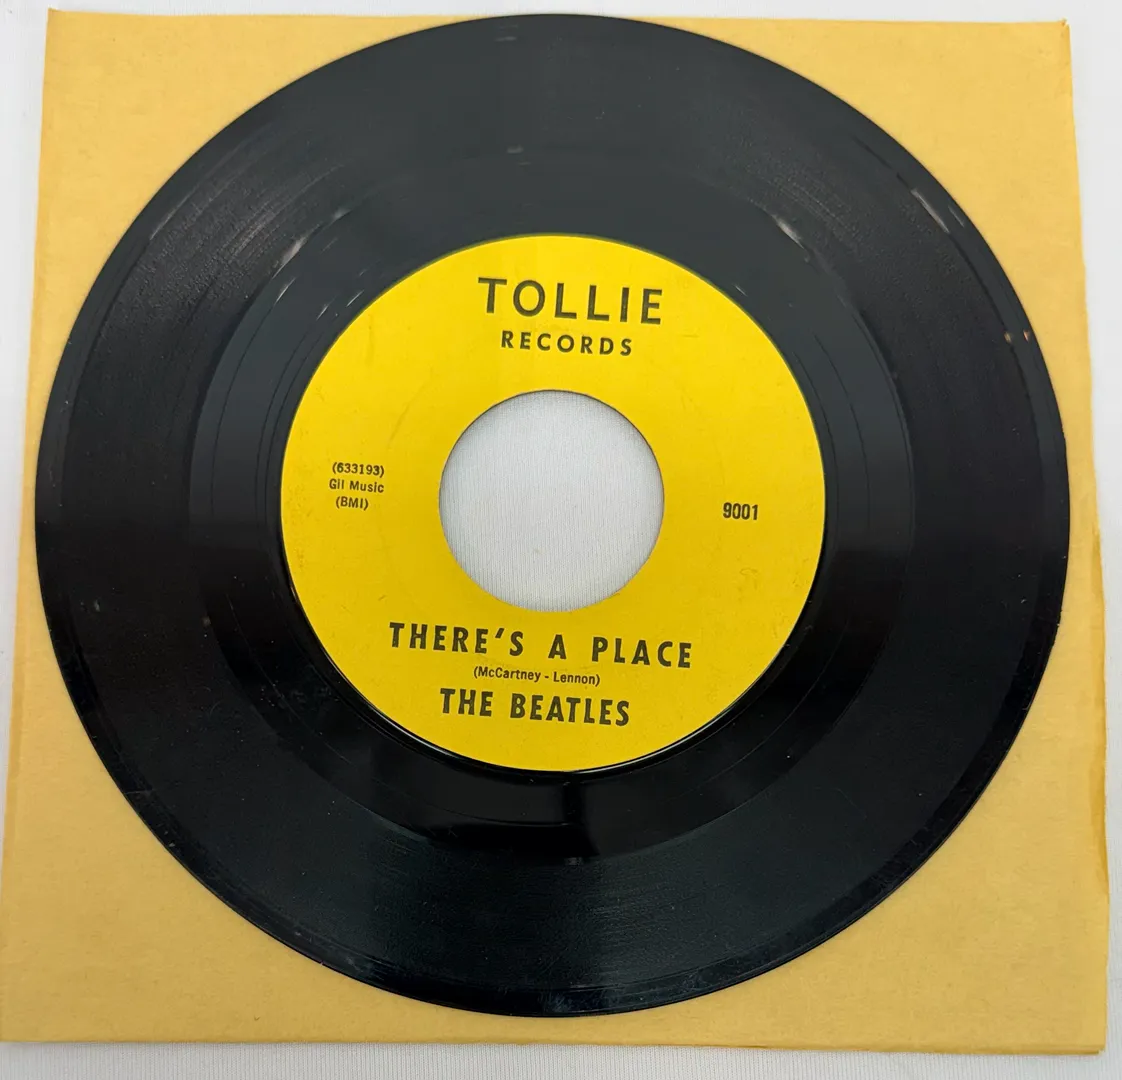 TOLLIE
RECORDS
(633193)
Gil Music
(BMI)
9001
THERE'S A PLACE
(McCartney - Lennon)
THE BEATLES